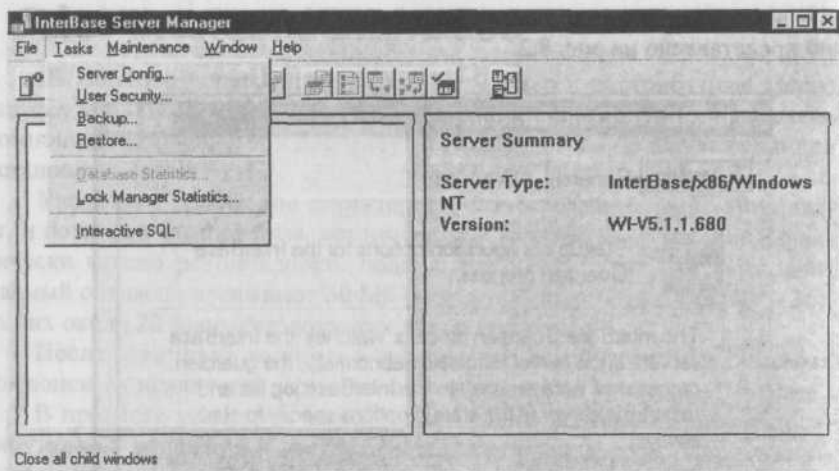 InterBase Server Manager
File Tasks Maintenance Window Help
Server Config...
User Security...
Backup...
Restore...
Database Statistics...
Lock Manager Statistics...
Interactive SQL
Server Summary
Server Type: InterBase/x86/Windows
NT
Version: WI-V5.1.1.680
Close all child windows